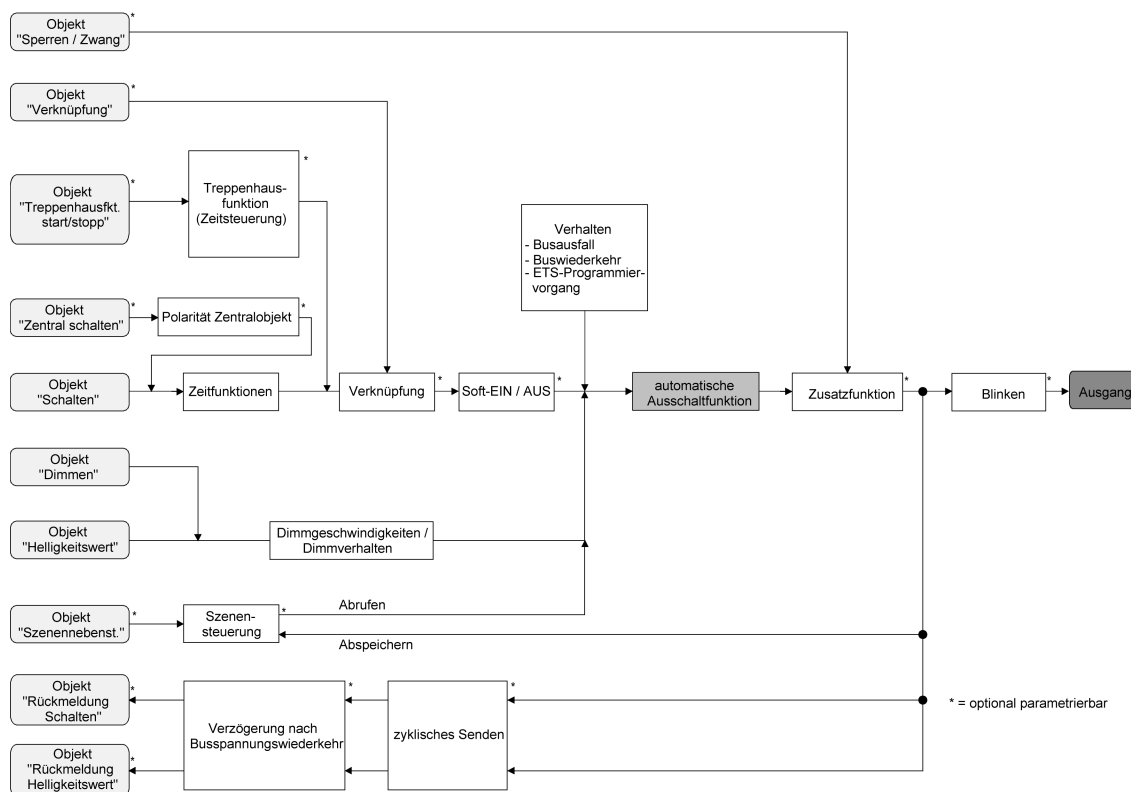 Objekt
"Sperren / Zwang"
*
Objekt
"Verknüpfung"
*
Objekt
"Treppenhausfkt.
start/stopp"
*
Treppenhaus-
funktion
(Zeitsteuerung)
*
Verhalten
- Busausfall
- Buswiederkehr
- ETS-Programmier-
vorgang
Objekt
"Zentral schalten"
*
Polarität Zentralobjekt
*
Objekt
"Schalten"
Zeitfunktionen
Verknüpfung
*
Soft-EIN / AUS
*
automatische
Ausschaltfunktion
Zusatzfunktion
*
Blinken
*
Ausgang
Objekt
"Dimmen"
Objekt
"Helligkeitswert"
Dimmgeschwindigkeiten /
Dimmverhalten
Objekt
"Szenennebenst."
*
Szenen-
steuerung
*
Abrufen
Abspeichern
Objekt
"Rückmeldung
Schalten"
*
Verzögerung nach
Busspannungswiederkehr
*
zyklisches Senden
*
* = optional parametrierbar
Objekt
"Rückmeldung
Helligkeitswert"
*